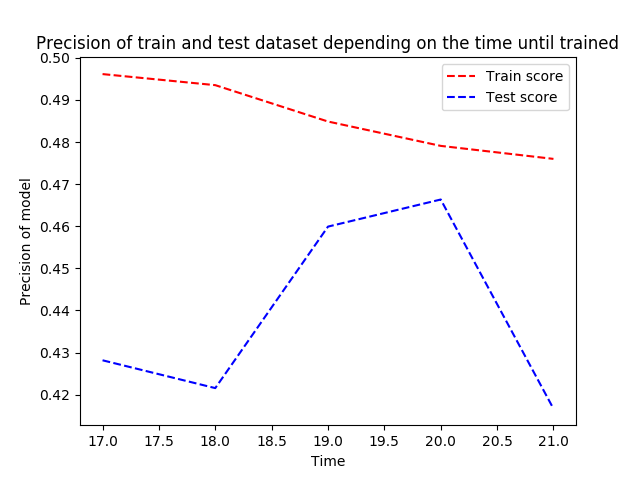 Precision of train and test dataset depending on the time until trained
0.50
0.49
0.48
0.47
0.46
0.45
0.44
0.43
0.42
Precision of model
Train score
Test score
17.0 17.5 18.0 18.5 19.0 19.5 20.0 20.5 21.0
Time